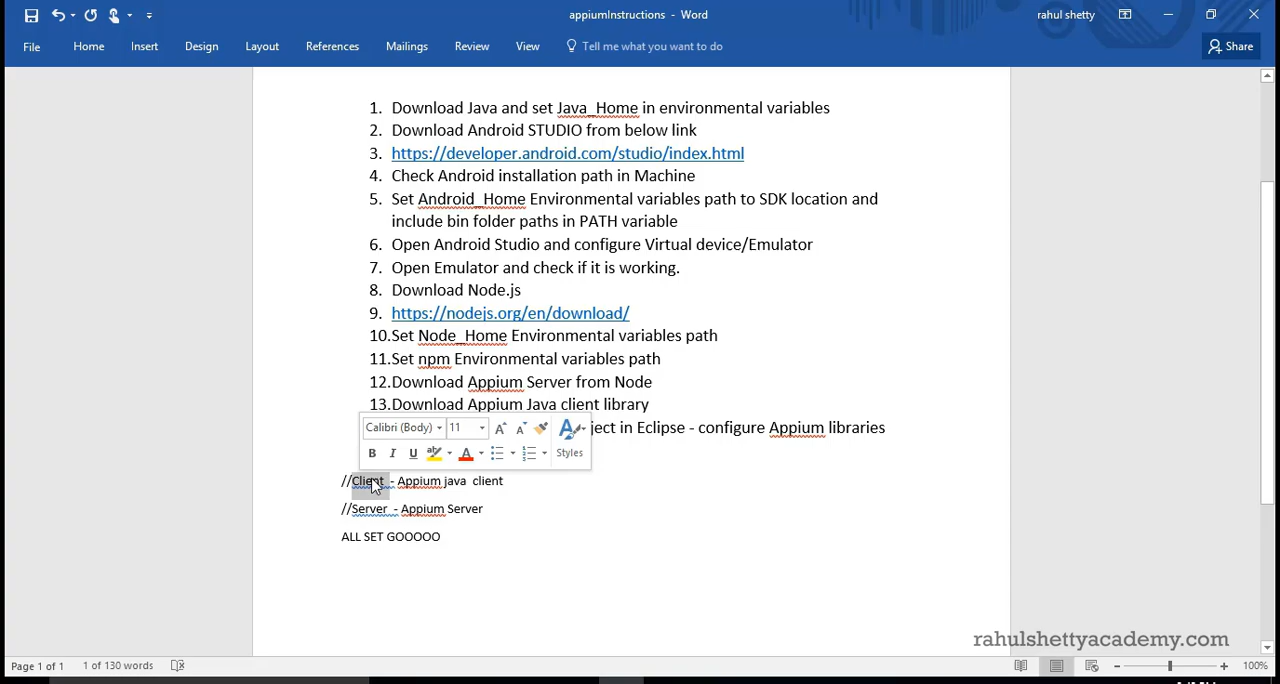 appiumInstructions - Word
rahul shetty
File Home Insert Design Layout References Mailings Review View Tell me what you want to do
Share
1. Download Java and set Java_Home in environmental variables
2. Download Android STUDIO from below link
3. https://developer.android.com/studio/index.html
4. Check Android installation path in Machine
5. Set Android_Home Environmental variables path to SDK location and
include bin folder paths in PATH variable
6. Open Android Studio and configure Virtual device/Emulator
7. Open Emulator and check if it is working.
8. Download Node.js
9. https://nodejs.org/en/download/
10.Set Node_Home Environmental variables path
11.Set npm Environmental variables path
12.Download Appium Server from Node
13.Download Appium Java client library
ject in Eclipse - configure Appium libraries
Calibri (Body) 11
B I U ab A Styles
//Client - Appium java client
//Server - Appium Server
ALL SET GOOOOO
rahulshettyacademy.com
Page 1 of 1 1 of 130 words
100%